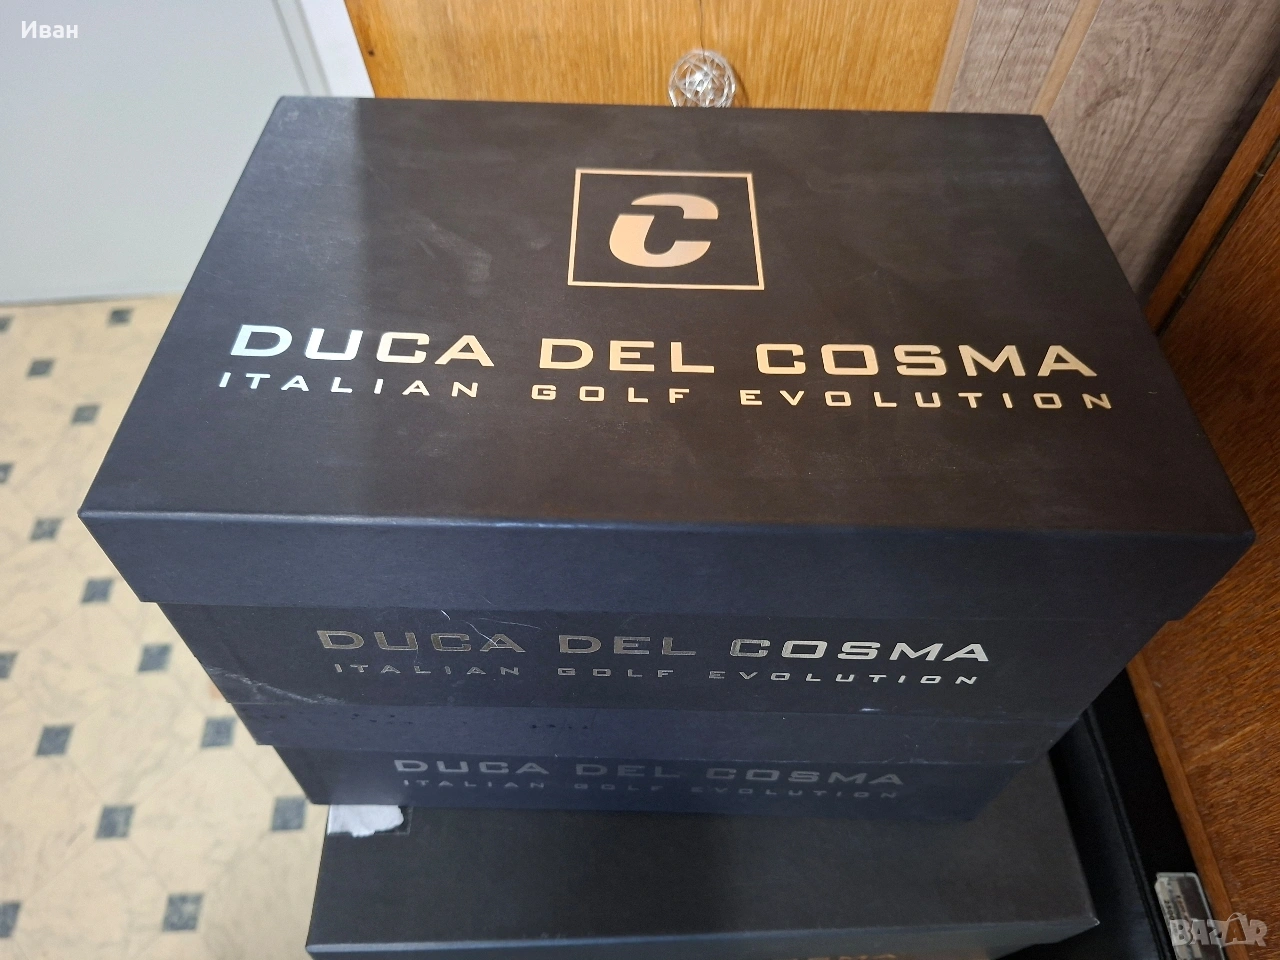 Иван
C
DUCA DEL COSMA
ITALIAN GOLF EVOLUTION
DUCA DEL COSMA
ITALIAN GOLF EVOLUTION
DUCA DEL COSMA
ITALIAN GOLF EVOLUTION
BAZAR